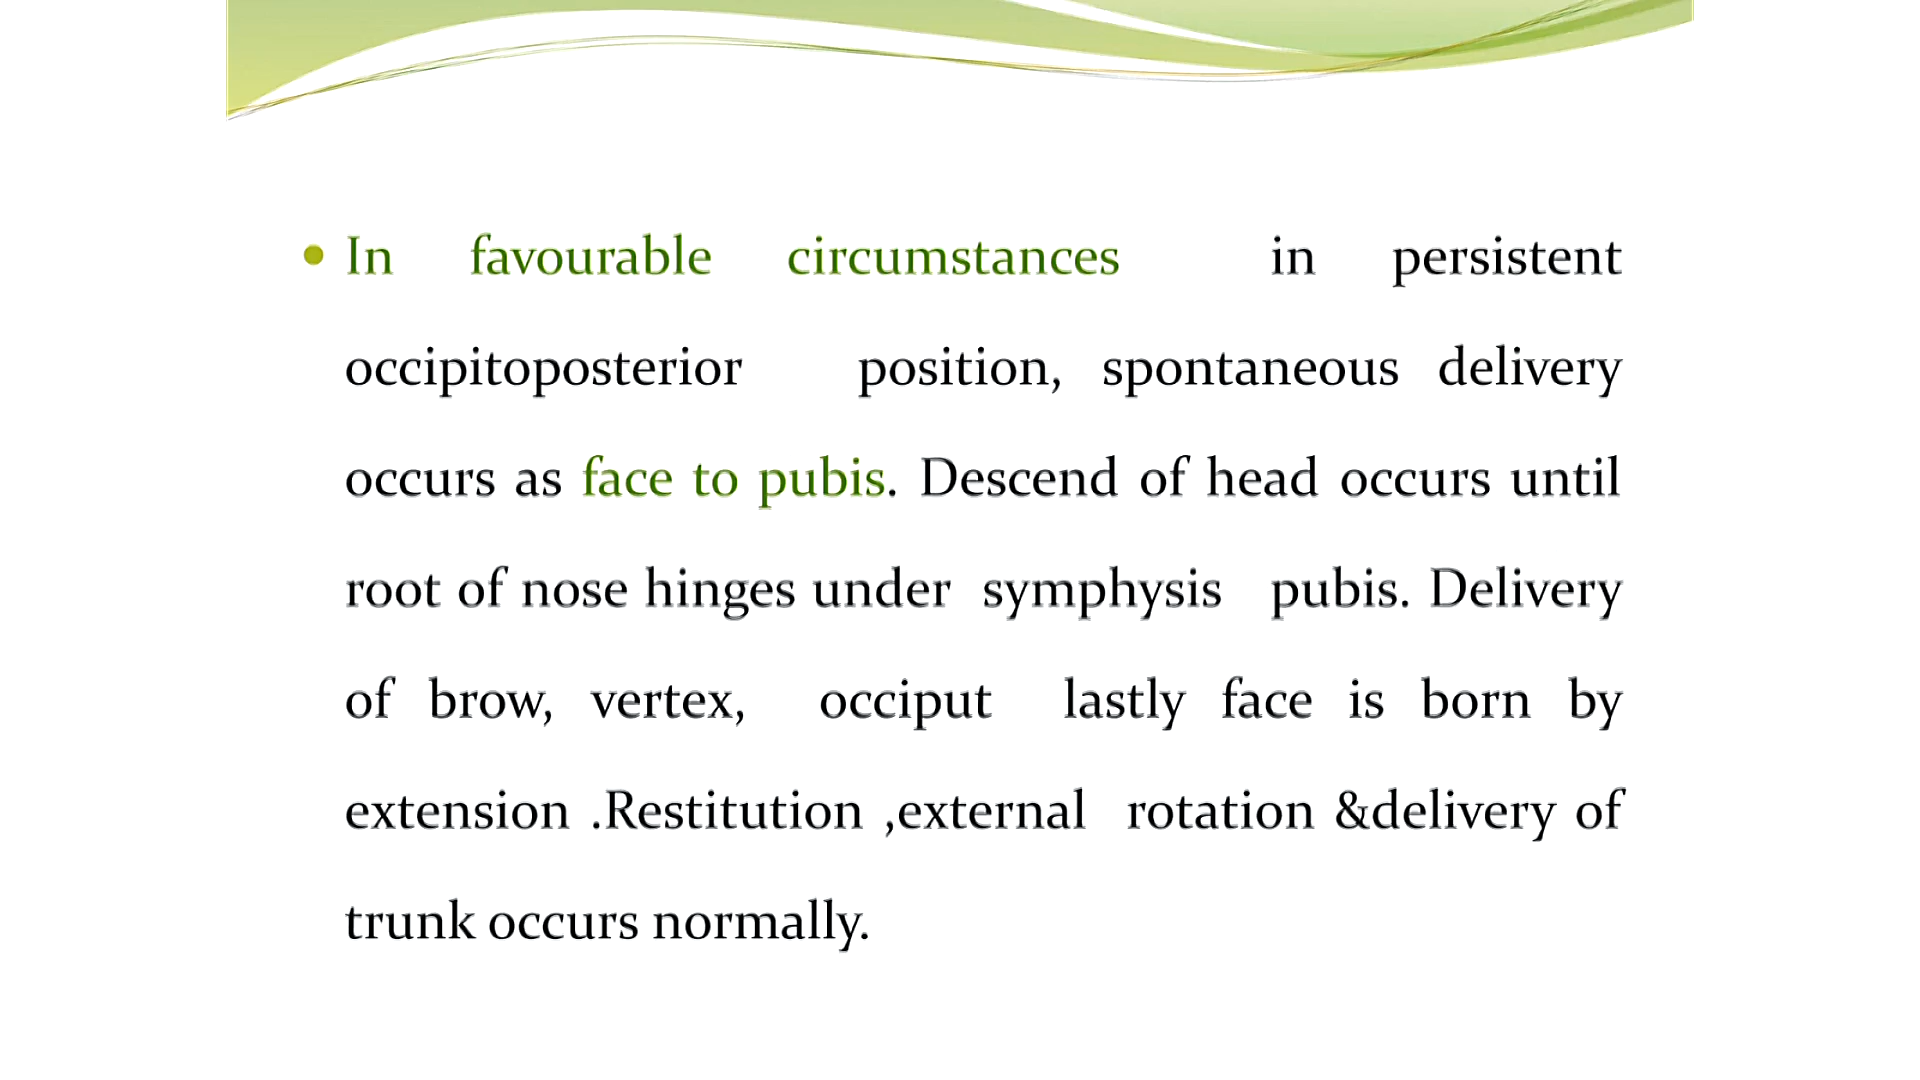 • In favourable circumstances in persistent
occipitoposterior position, spontaneous delivery
occurs as face to pubis. Descend of head occurs until
root of nose hinges under symphysis pubis. Delivery
of brow, vertex, occiput lastly face is born by
extension .Restitution ,external rotation &delivery of
trunk occurs normally.